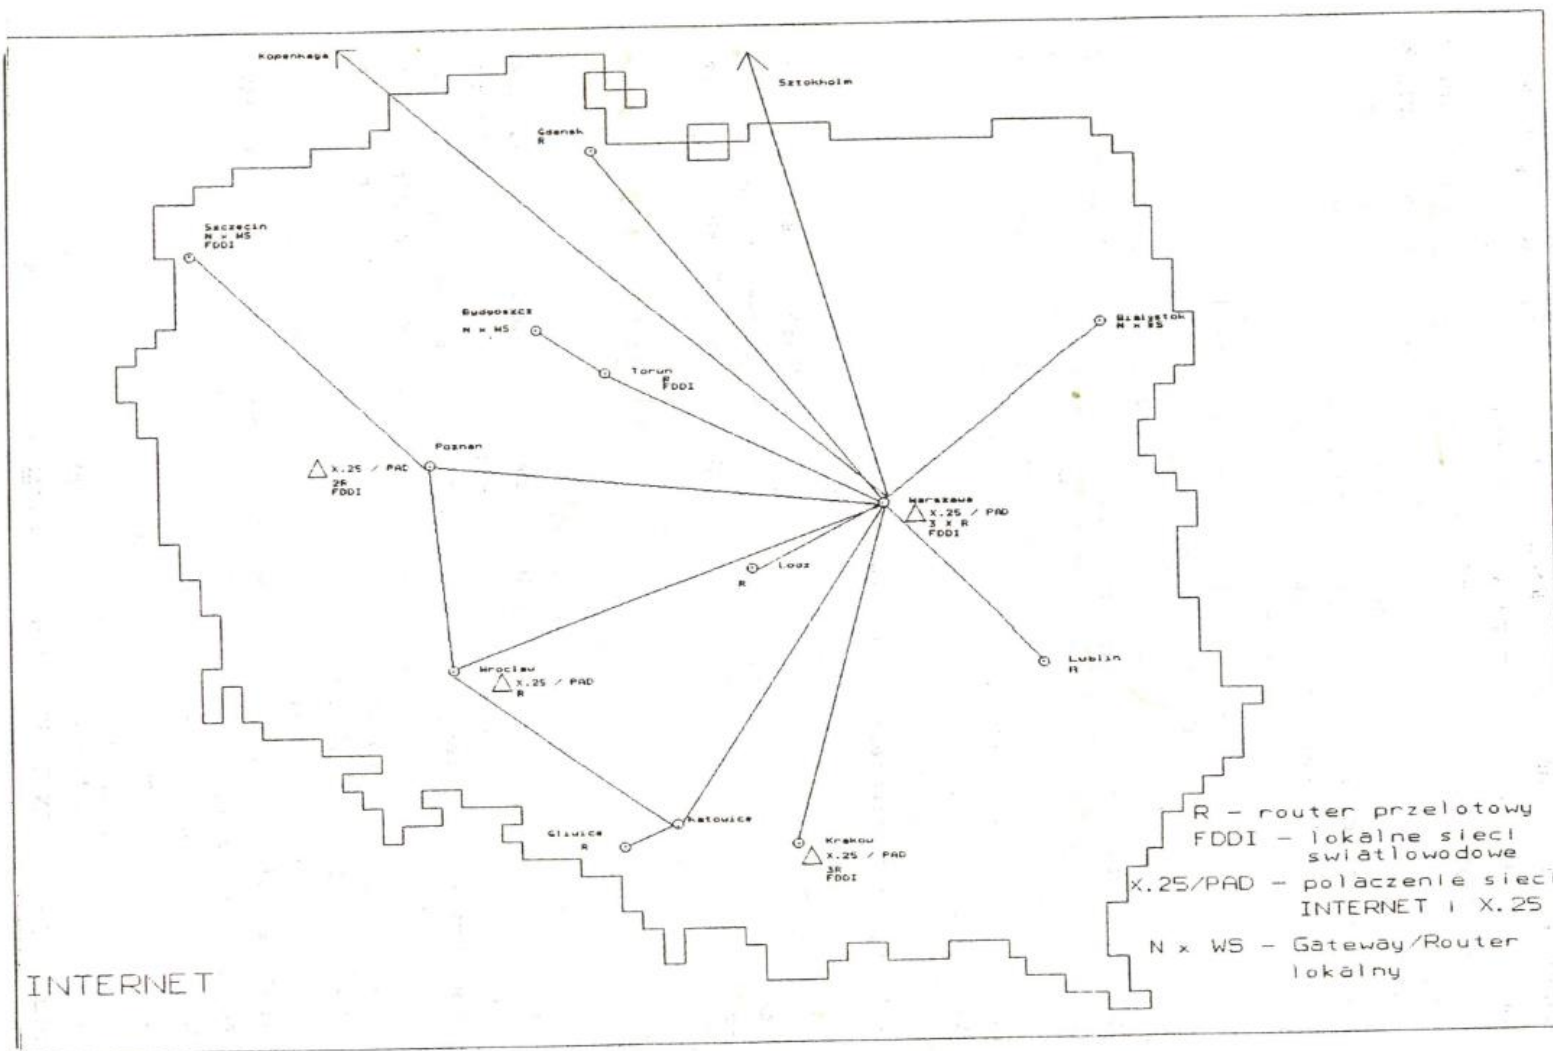 Kopenhaga
Sztokholm
Gdansk
R
Szczecin
N x WS
FDDI
Bydgoszcz
N x WS
Bialystok
N x WS
Torun
R
FDDI
Poznan
X.25 / PAD
2R
FDDI
Warszawa
X.25 / PAD
3 X R
FDDI
Lodz
R
Wroclaw
X.25 / PAD
R
Lublin
R
Katowice
Gliwice
R
Krakow
X.25 / PAD
3R
FDDI
R - router przelotowy
FDDI - lokalne sieci
swiatlowodowe
X.25/PAD - polaczenie sieci
INTERNET i X.25
N x WS - Gateway/Router
lokalny
INTERNET